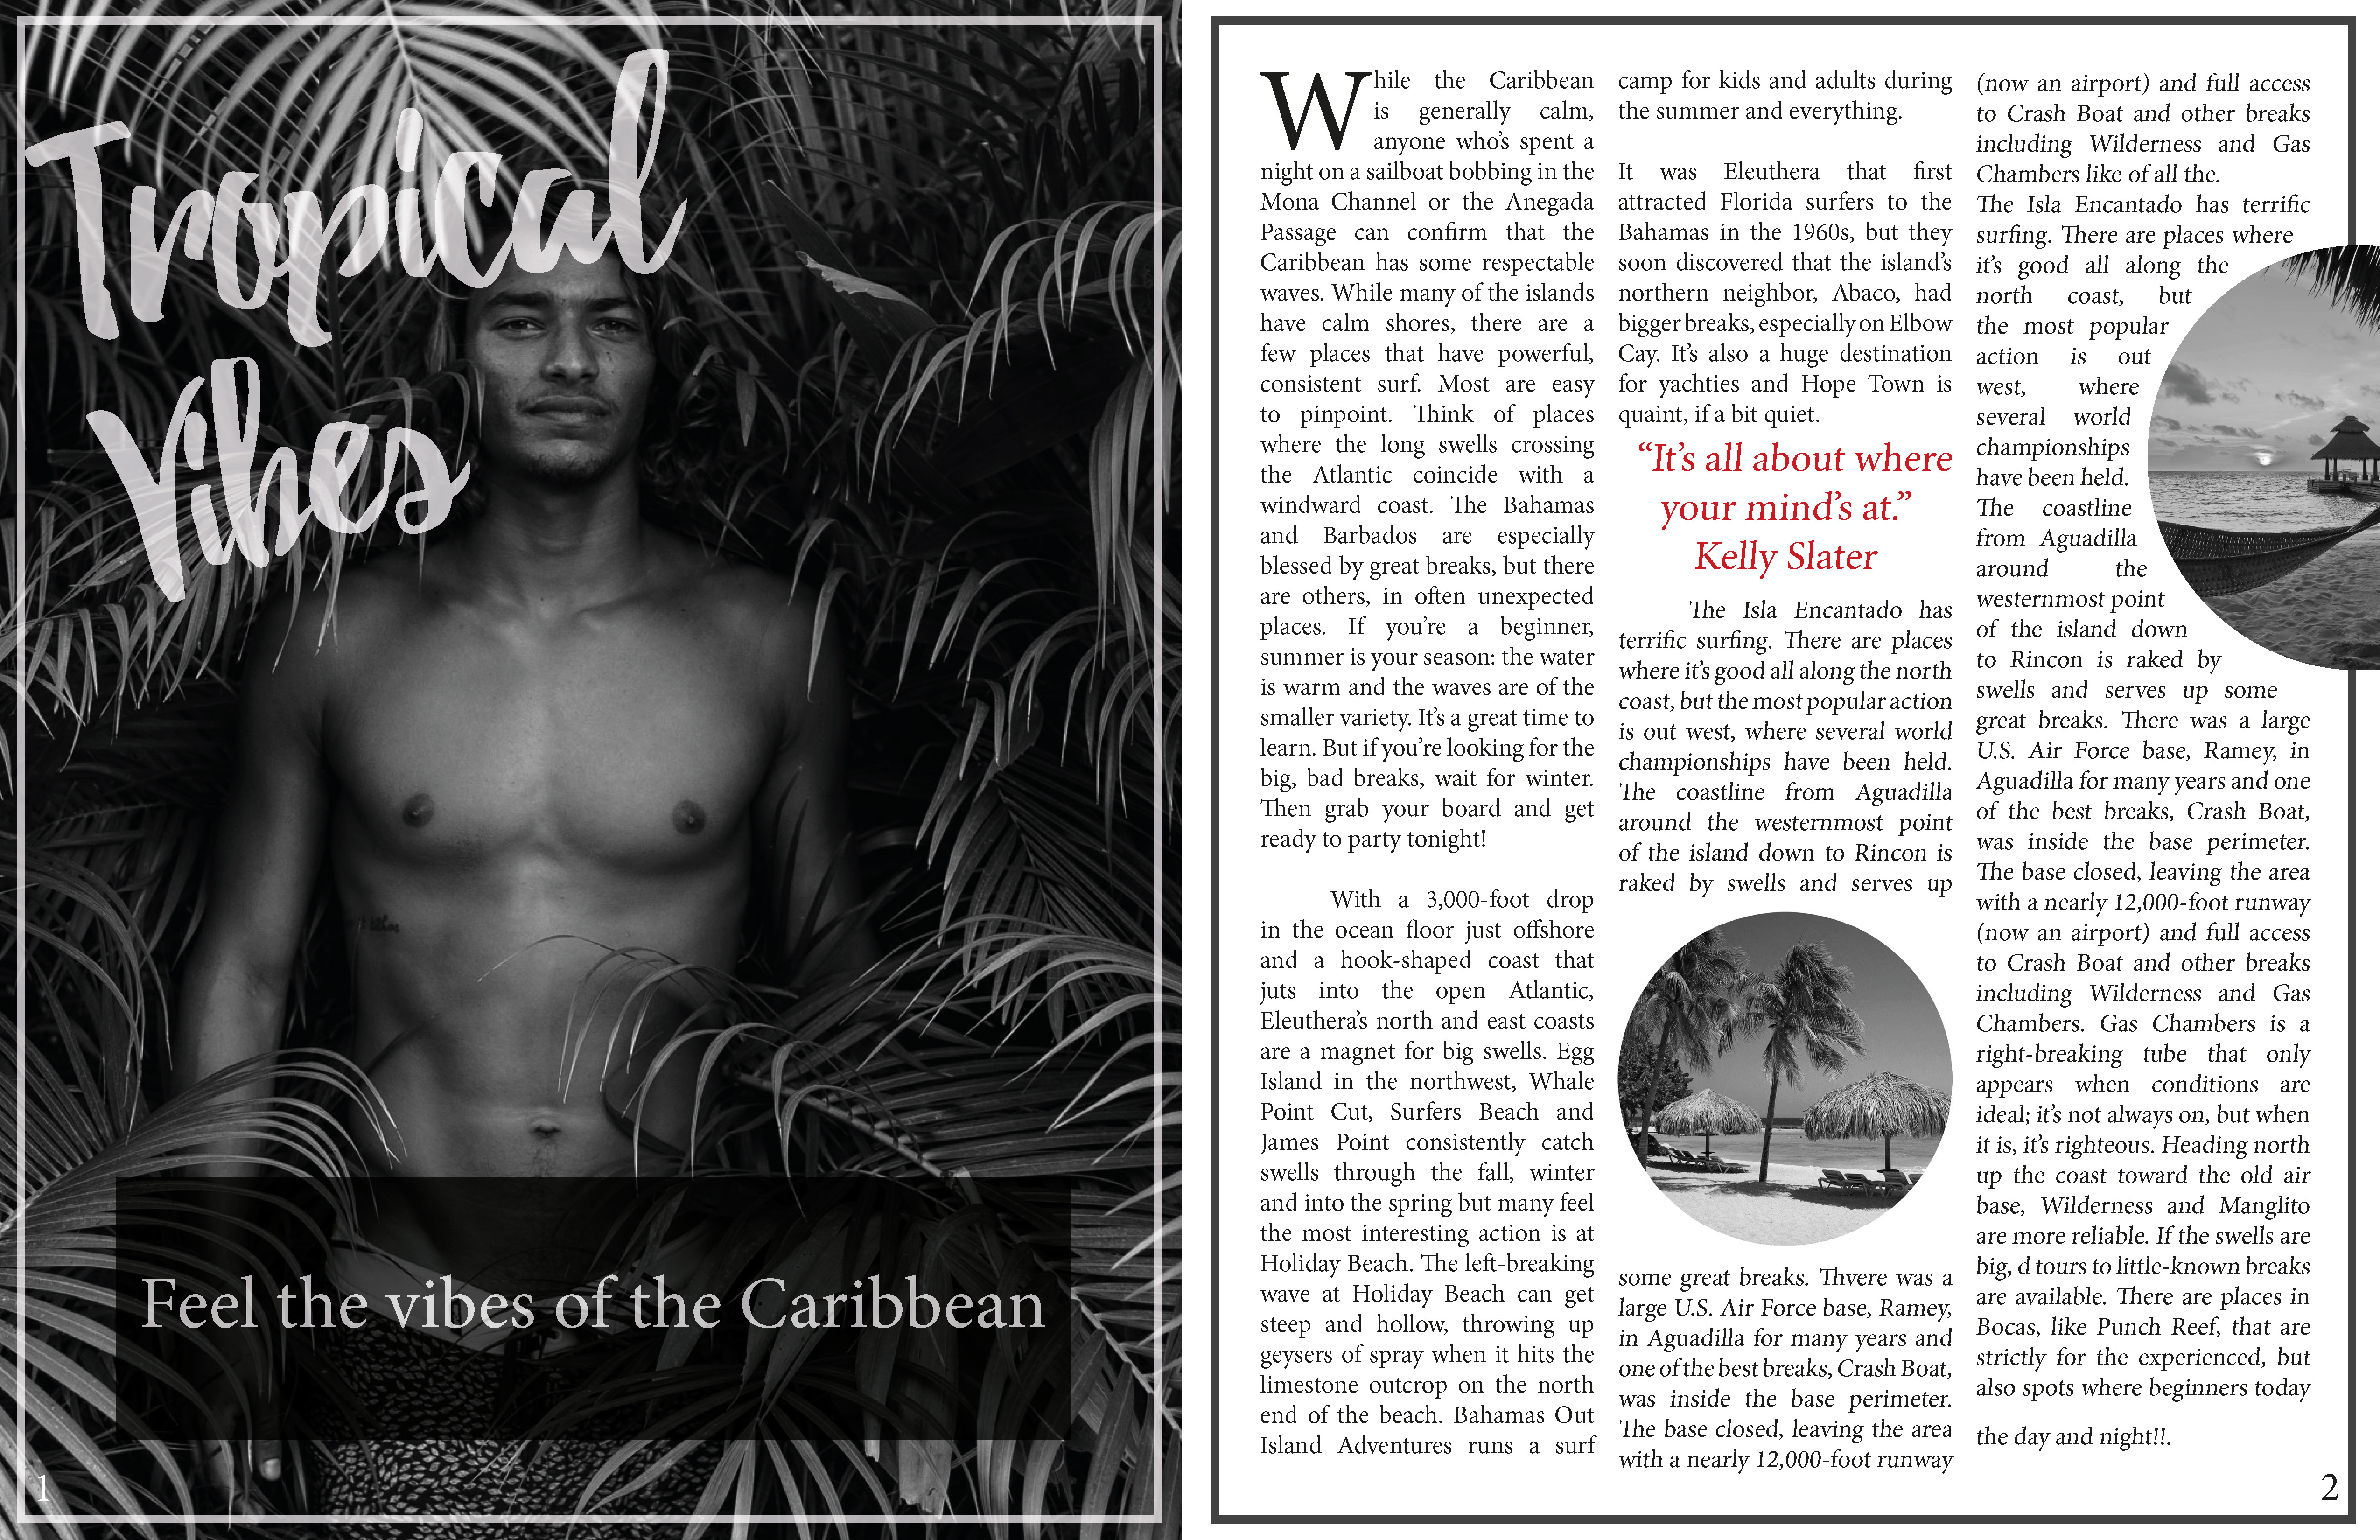 Tropical
Vibes
Feel the vibes of the Caribbean
1
While the Caribbean
is generally calm,
anyone who's spent a
night on a sailboat bobbing in the
Mona Channel or the Anegada
Passage can confirm that the
Caribbean has some respectable
waves. While many of the islands
have calm shores, there are a
few places that have powerful,
consistent surf. Most are easy
to pinpoint. Think of places
where the long swells crossing
the Atlantic coincide with a
windward coast. The Bahamas
and Barbados are especially
blessed by great breaks, but there
are others, in often unexpected
places. If you're a beginner,
summer is your season: the water
is warm and the waves are of the
smaller variety. It's a great time to
learn. But if you're looking for the
big, bad breaks, wait for winter.
Then grab your board and get
ready to party tonight!
With a 3,000-foot drop
in the ocean floor just offshore
and a hook-shaped coast that
juts into the open Atlantic,
Eleuthera's north and east coasts
are a magnet for big swells. Egg
Island in the northwest, Whale
Point Cut, Surfers Beach and
James Point consistently catch
swells through the fall, winter
and into the spring but many feel
the most interesting action is at
Holiday Beach. The left-breaking
wave at Holiday Beach can get
steep and hollow, throwing up
geysers of spray when it hits the
limestone outcrop on the north
end of the beach. Bahamas Out
Island Adventures runs a surf
camp for kids and adults during
the summer and everything.
It was Eleuthera that first
attracted Florida surfers to the
Bahamas in the 1960s, but they
soon discovered that the island's
northern neighbor, Abaco, had
bigger breaks, especially on Elbow
Cay. It's also a huge destination
for yachties and Hope Town is
quaint, if a bit quiet.
“It's all about where
your mind's at.”
Kelly Slater
The Isla Encantado has
terrific surfing. There are places
where it's good all along the north
coast, but the most popular action
is out west, where several world
championships have been held.
The coastline from Aguadilla
around the westernmost point
of the island down to Rincon is
raked by swells and serves up
some great breaks. Thvere was a
large U.S. Air Force base, Ramey,
in Aguadilla for many years and
one of the best breaks, Crash Boat,
was inside the base perimeter.
The base closed, leaving the area
with a nearly 12,000-foot runway
(now an airport) and full access
to Crash Boat and other breaks
including Wilderness and Gas
Chambers like of all the.
The Isla Encantado has terrific
surfing. There are places where
it's good all along the
north coast, but
the most popular
action is out
west, where
several world
championships
have been held.
The coastline
from Aguadilla
around the
westernmost point
of the island down
to Rincon is raked by
swells and serves up some
great breaks. There was a large
U.S. Air Force base, Ramey, in
Aguadilla for many years and one
of the best breaks, Crash Boat,
was inside the base perimeter.
The base closed, leaving the area
with a nearly 12,000-foot runway
(now an airport) and full access
to Crash Boat and other breaks
including Wilderness and Gas
Chambers. Gas Chambers is a
right-breaking tube that only
appears when conditions are
ideal; it's not always on, but when
it is, it's righteous. Heading north
up the coast toward the old air
base, Wilderness and Manglito
are more reliable. If the swells are
big, d tours to little-known breaks
are available. There are places in
Bocas, like Punch Reef, that are
strictly for the experienced, but
also spots where beginners today
the day and night!!.
2